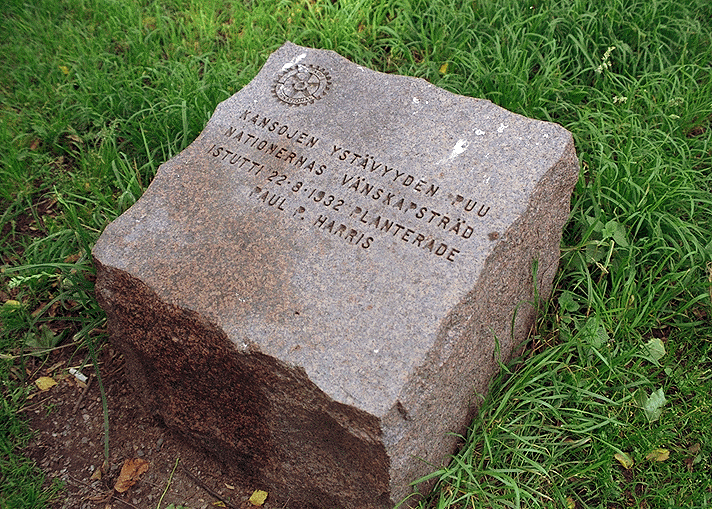 KANSOJEN YSTÄVYYDEN PUU
NATIONERNAS VÄNSKAPSTRÄD
ISTUTTI 22·8·1932 PLANTERADE
PAUL P. HARRIS